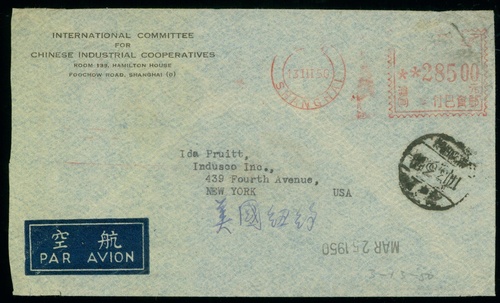 INTERNATIONAL COMMITTEE
FOR
CHINESE INDUSTRIAL COOPERATIVES
ROOM 133, HAMILTON HOUSE
FOOCHOW ROAD, SHANGHAI (0)
**28500
Ida Pruitt,
Indusco Inc.,
439 Fourth Avenue,
NEW YORK USA
美國紐約
空航
PAR AVION
MAR 25 1950